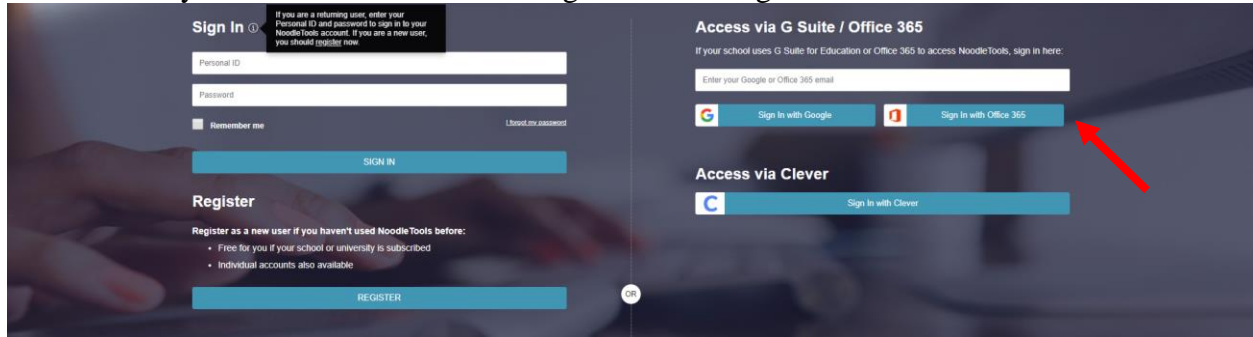 Sign In
If you are a returning user, enter your
Personal ID and password to sign in to your
NoodleTools account. If you are a new user,
you should register now.
Personal ID
Password
Remember me
I forgot my password
SIGN IN
Register
Register as a new user if you haven't used NoodleTools before:
• Free for you if your school or university is subscribed
• Individual accounts also available
REGISTER
OR
Access via G Suite / Office 365
If your school uses G Suite for Education or Office 365 to access NoodleTools, sign in here:
Enter your Google or Office 365 email
Sign In with Google
Sign In with Office 365
Access via Clever
Sign In with Clever